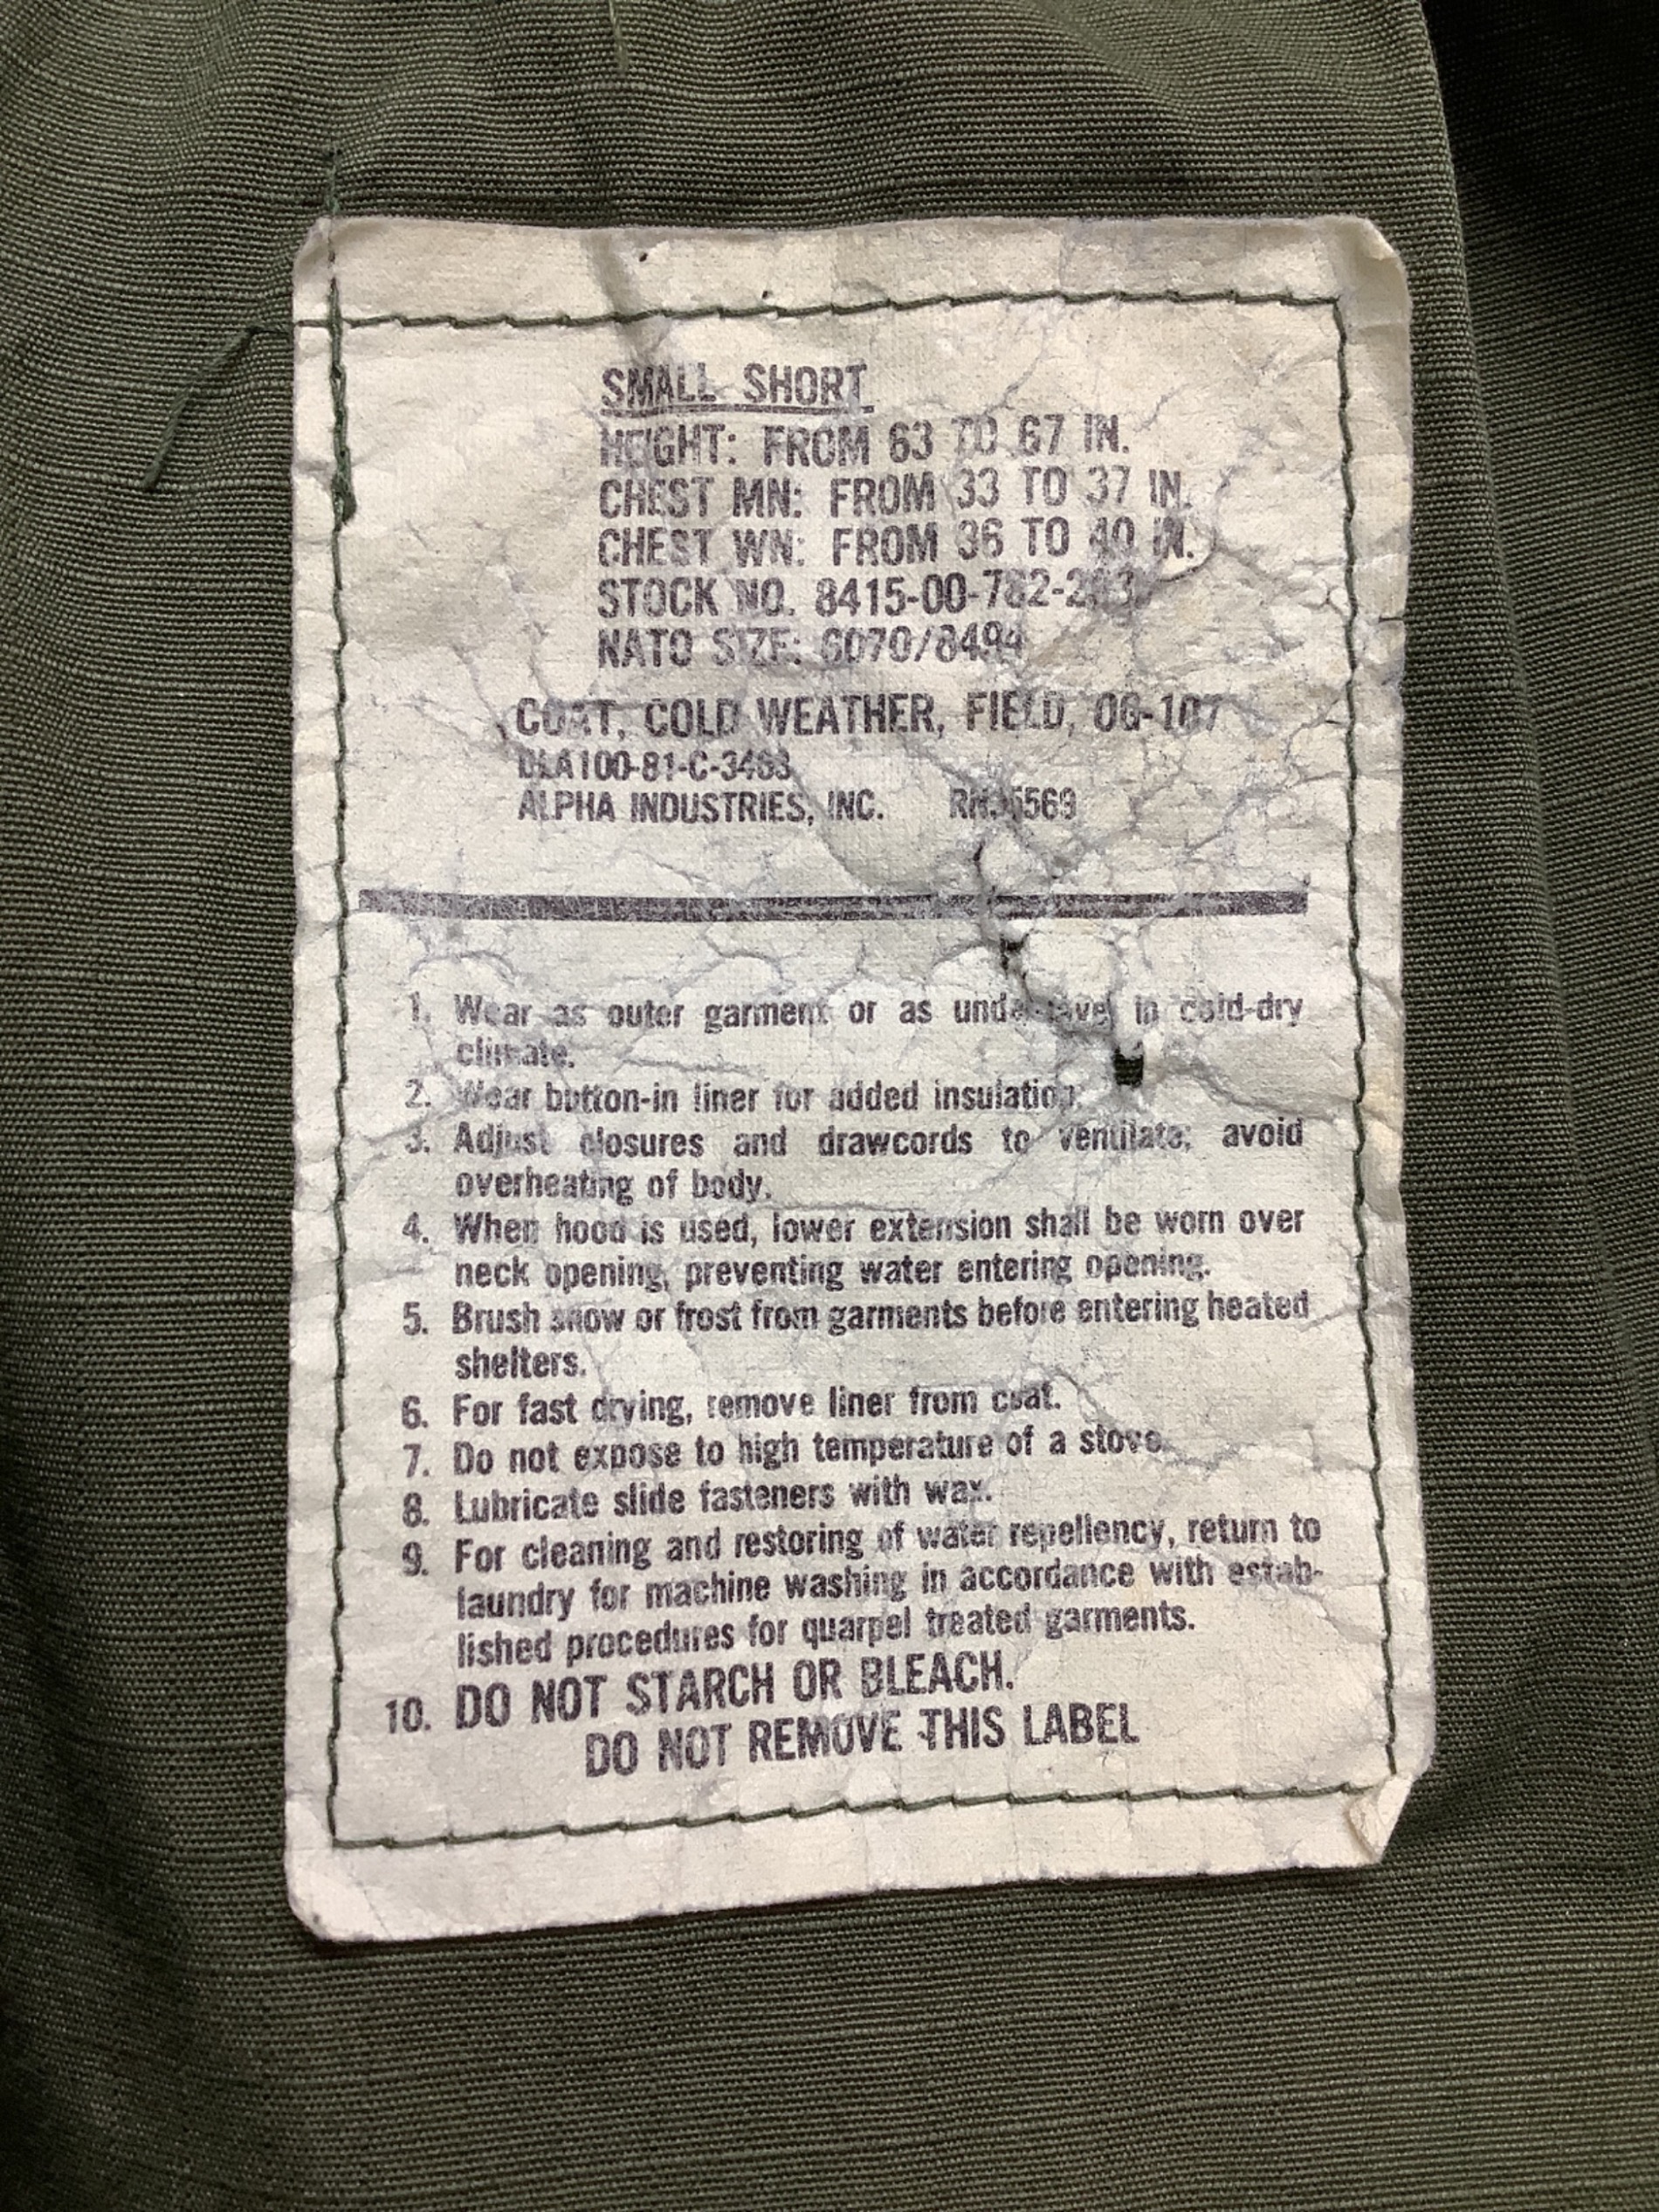 SMALL SHORT
HEIGHT: FROM 63 TO 67 IN.
CHEST MN: FROM 33 TO 37 IN.
CHEST WN: FROM 36 TO 40 IN.
STOCK NO.
NATO SIZE:
COAT, COLD WEATHER, FIELD, OG-107
ALPHA INDUSTRIES, INC.
1. Wear as outer garment or as in cold-dry
climate.
2. Wear button-in liner for added insulation.
3. Adjust closures and drawcords to ventilate; avoid
overheating of body.
4. When hood is used, lower extension shall be worn over
neck opening, preventing water entering opening.
5. Brush snow or frost from garments before entering heated
shelters.
6. For fast drying, remove liner from coat.
7. Do not expose to high temperature of a stove.
8. Lubricate slide fasteners with wax.
9. For cleaning and restoring of water repellency, return to
laundry for machine washing in accordance with estab-
lished procedures for quarpel treated garments.
10. DO NOT STARCH OR BLEACH.
DO NOT REMOVE THIS LABEL